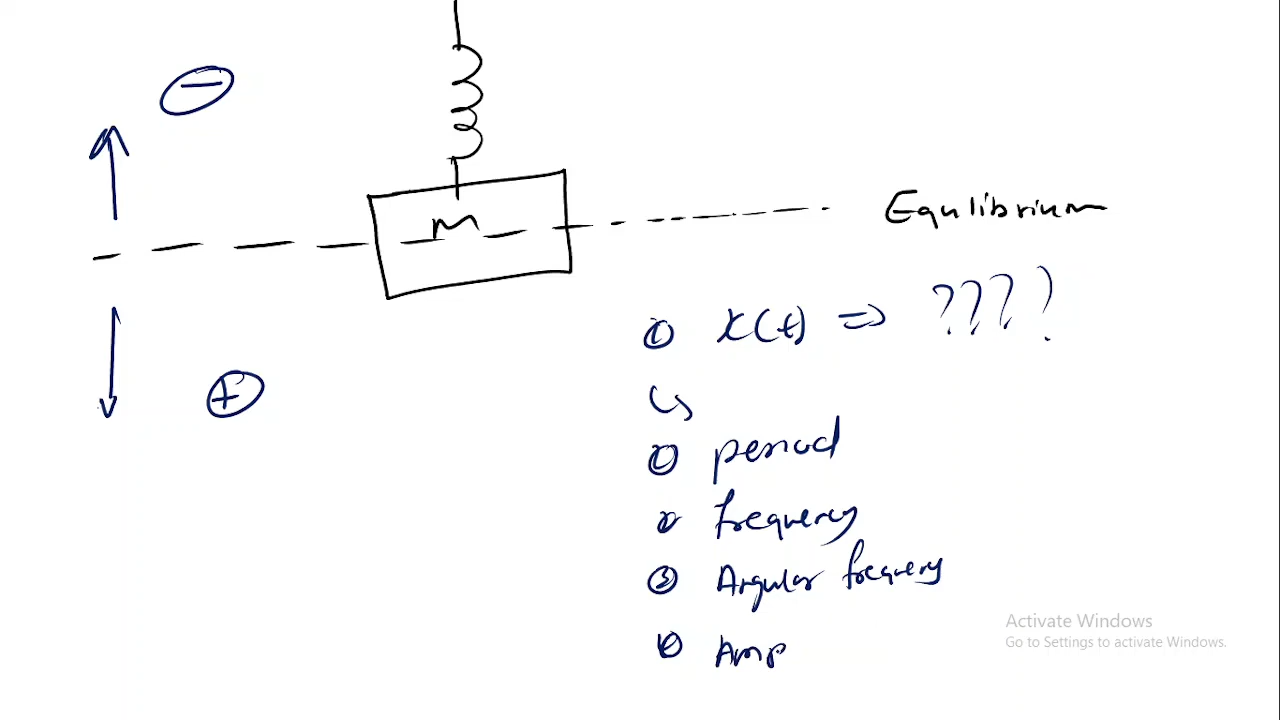 −
m
Equlibrium
① x(t) ⇒ ????
+
① period
② frequency
③ Angular frequency
④ Amp
Activate Windows
Go to Settings to activate Windows.